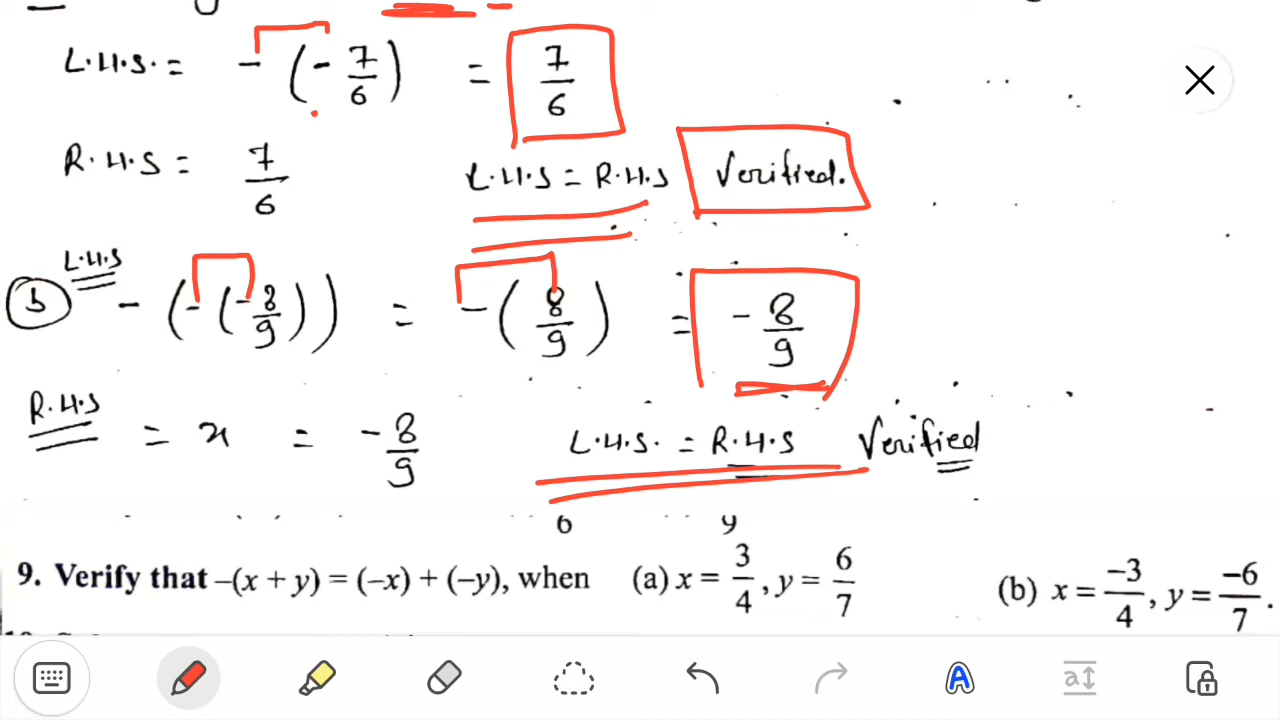 L.H.S. = - (- 7/6) = 7/6
R.H.S = 7/6 L.H.S = R.H.S Verified.
L.H.S
b - (- (- 8/9)) = - (8/9) = - 8/9
R.H.S = x = - 8/9 L.H.S. = R.H.S Verified
9. Verify that –(x + y) = (–x) + (–y), when (a) x = 3/4, y = 6/7 (b) x = –3/4, y = –6/7.